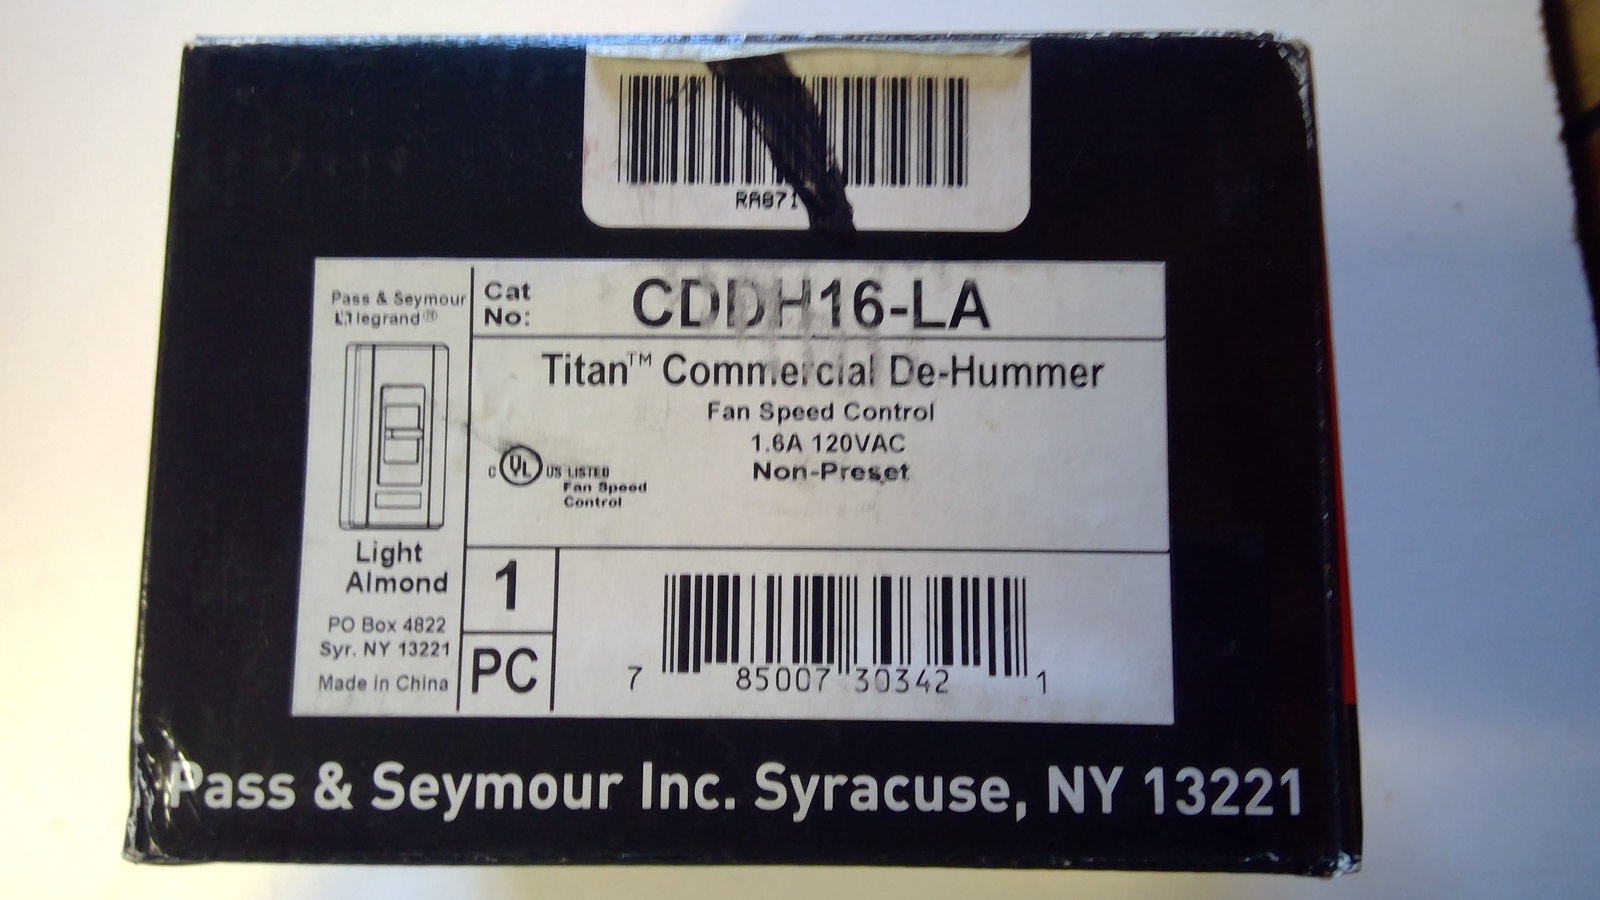 RA871
Pass & Seymour
legrand®
Cat
No:
CDDH16-LA
Titan™ Commercial De-Hummer
Fan Speed Control
1.6A 120VAC
Non-Preset
C UL US LISTED
Fan Speed
Control
Light
Almond
PO Box 4822
Syr. NY 13221
Made in China
1
PC
7 85007 30342 1
Pass & Seymour Inc. Syracuse, NY 13221